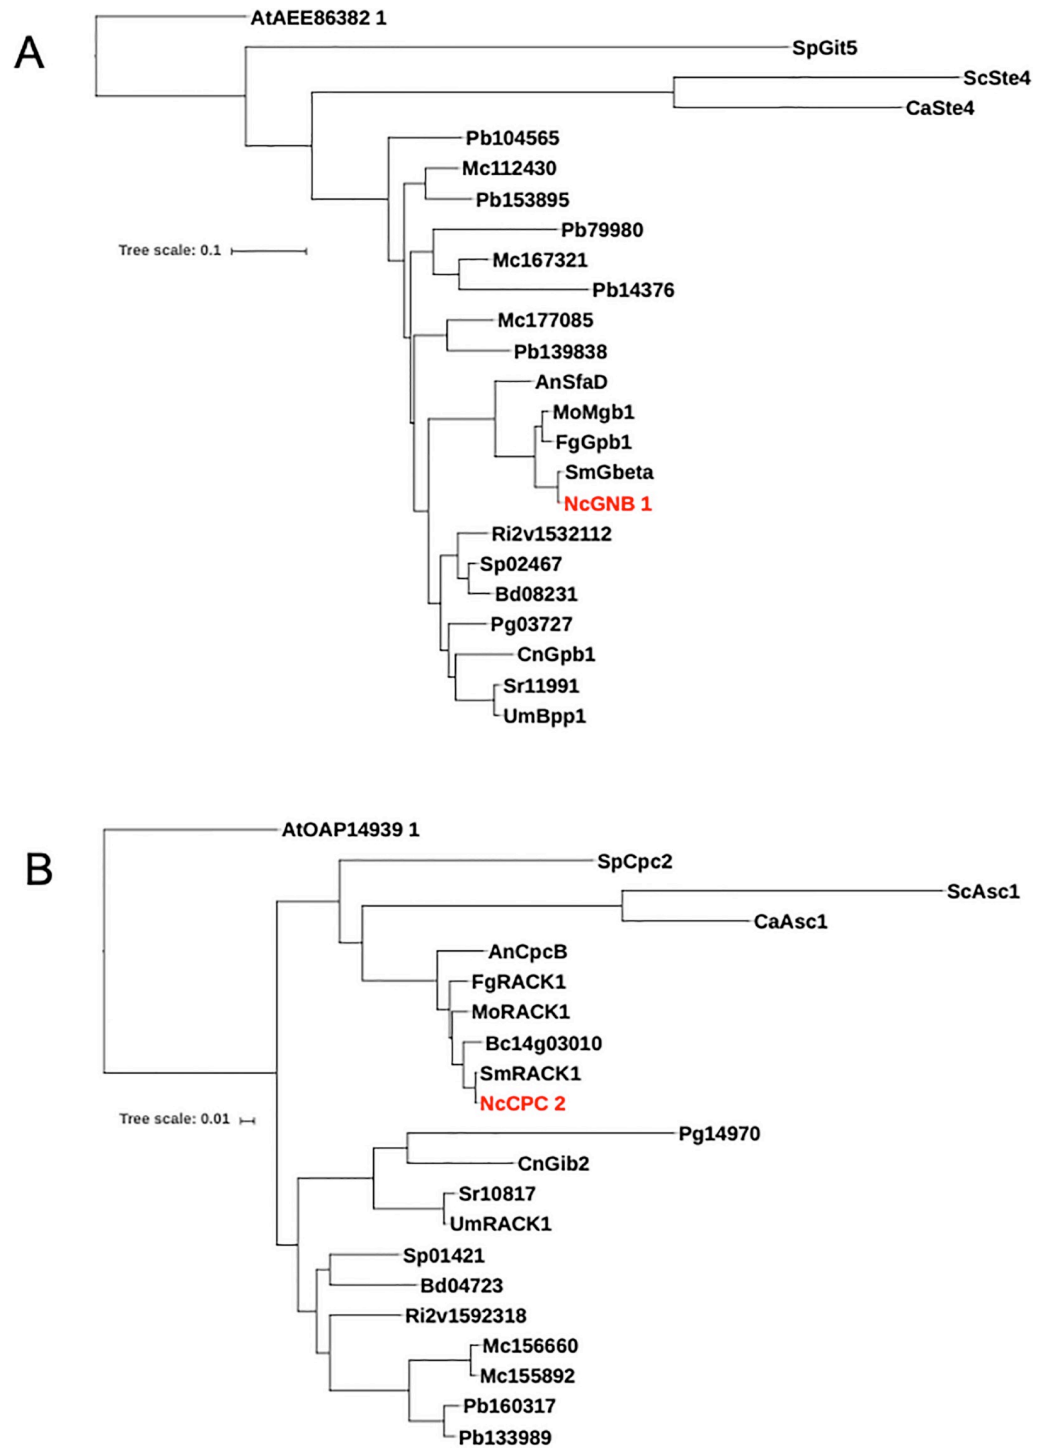 A
AtAEE86382 1
SpGit5
ScSte4
CaSte4
Pb104565
Mc112430
Pb153895
Pb79980
Tree scale: 0.1
Mc167321
Pb14376
Mc177085
Pb139838
AnSfaD
MoMgb1
FgGpb1
SmGbeta
NcGNB 1
Ri2v1532112
Sp02467
Bd08231
Pg03727
CnGpb1
Sr11991
UmBpp1
B
AtOAP14939 1
SpCpc2
ScAsc1
CaAsc1
AnCpcB
FgRACK1
MoRACK1
Bc14g03010
SmRACK1
NcCPC 2
Tree scale: 0.01
Pg14970
CnGib2
Sr10817
UmRACK1
Sp01421
Bd04723
Ri2v1592318
Mc156660
Mc155892
Pb160317
Pb133989